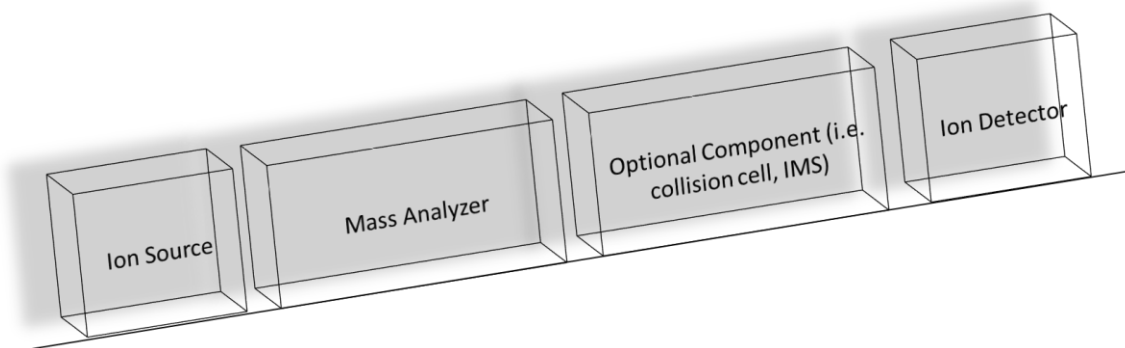 Ion Source
Mass Analyzer
Optional Component (i.e.
collision cell, IMS)
Ion Detector